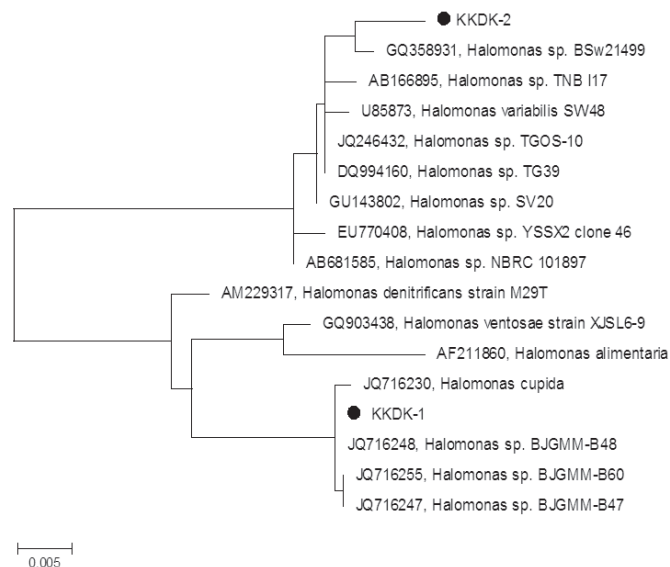 KKDK-2
GQ358931, Halomonas sp. BSw21499
AB166895, Halomonas sp. TNB I17
U85873, Halomonas variabilis SW48
JQ246432, Halomonas sp. TGOS-10
DQ994160, Halomonas sp. TG39
GU143802, Halomonas sp. SV20
EU770408, Halomonas sp. YSSX2 clone 46
AB681585, Halomonas sp. NBRC 101897
AM229317, Halomonas denitrificans strain M29T
GQ903438, Halomonas ventosae strain XJSL6-9
AF211860, Halomonas alimentaria
JQ716230, Halomonas cupida
KKDK-1
JQ716248, Halomonas sp. BJGMM-B48
JQ716255, Halomonas sp. BJGMM-B60
JQ716247, Halomonas sp. BJGMM-B47
0.005